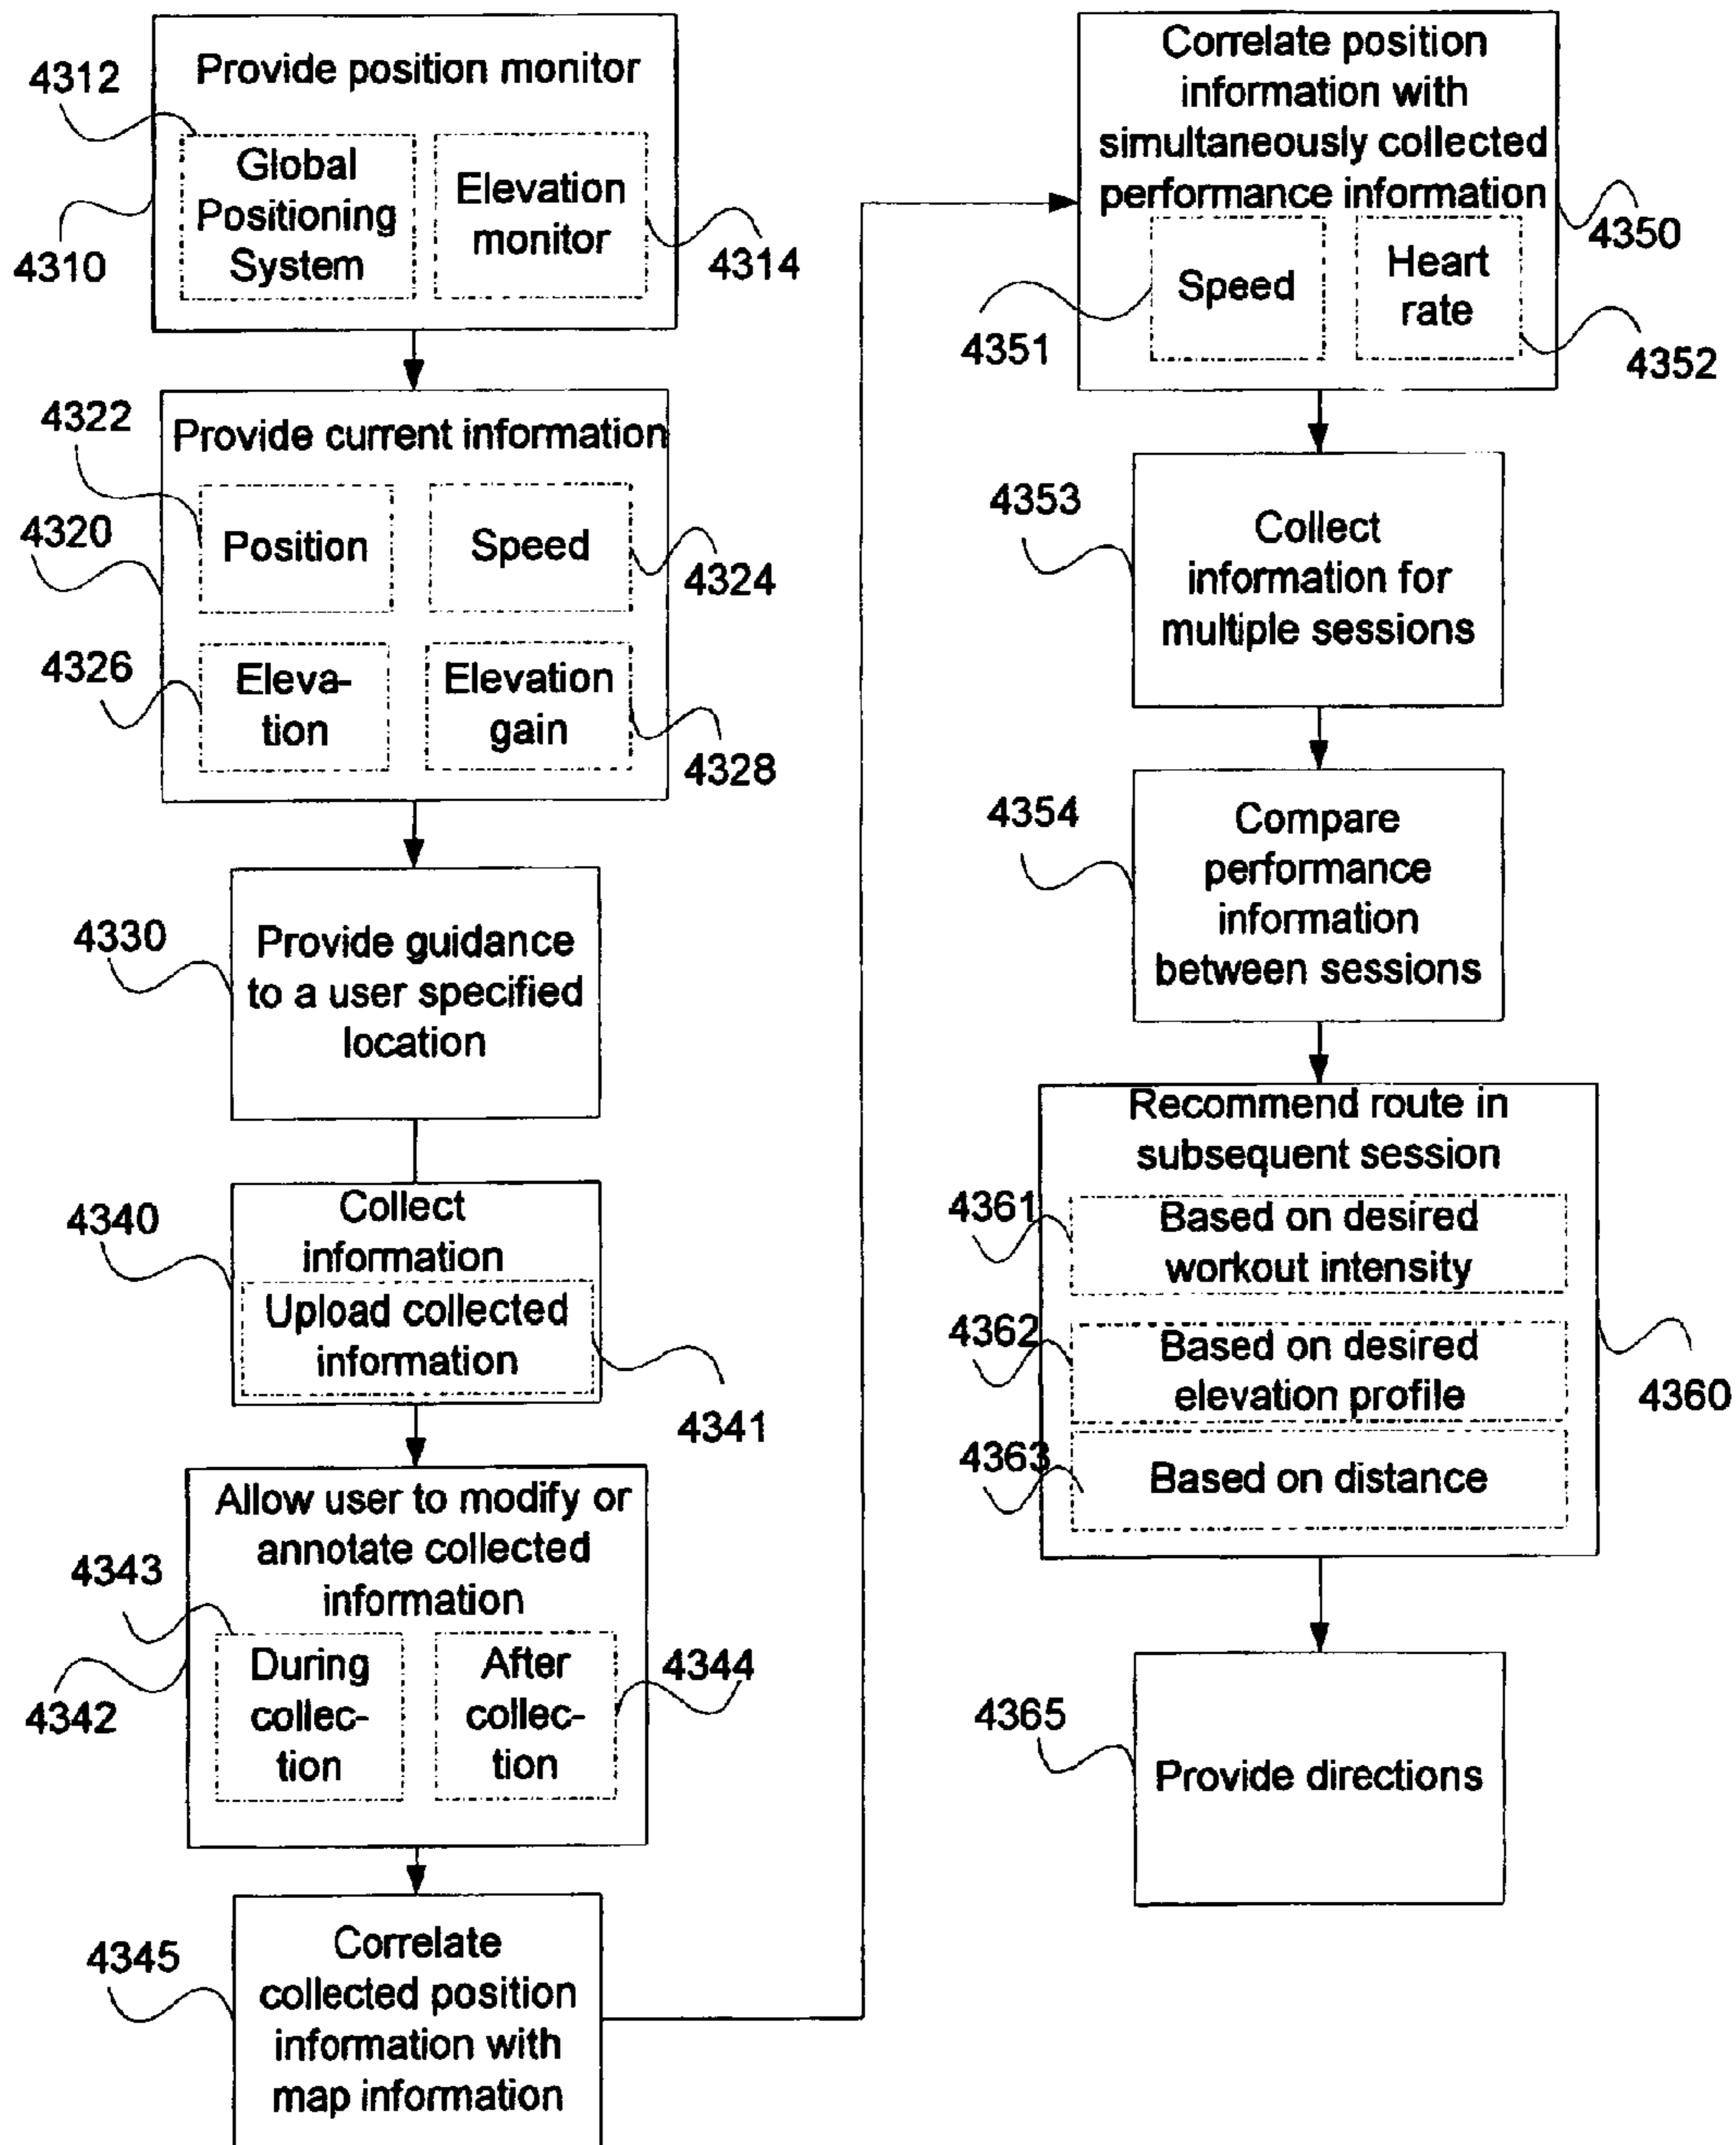 Provide position monitor
4312
Global
Positioning
System
Elevation
monitor
4310
4314
Provide current information
4322
4320
Position
Speed
4324
4326
Eleva-
tion
Elevation
gain
4328
4330
Provide guidance
to a user specified
location
4340
Collect
information
Upload collected
information
4341
Allow user to modify or
annotate collected
information
4343
4342
During
collec-
tion
After
collec-
tion
4344
4345
Correlate
collected position
information with
map information
Correlate position
information with
simultaneously collected
performance information
4350
Speed
Heart
rate
4351
4352
4353
Collect
information for
multiple sessions
4354
Compare
performance
information
between sessions
Recommend route in
subsequent session
4361
Based on desired
workout intensity
4362
Based on desired
elevation profile
4360
4363
Based on distance
4365
Provide directions